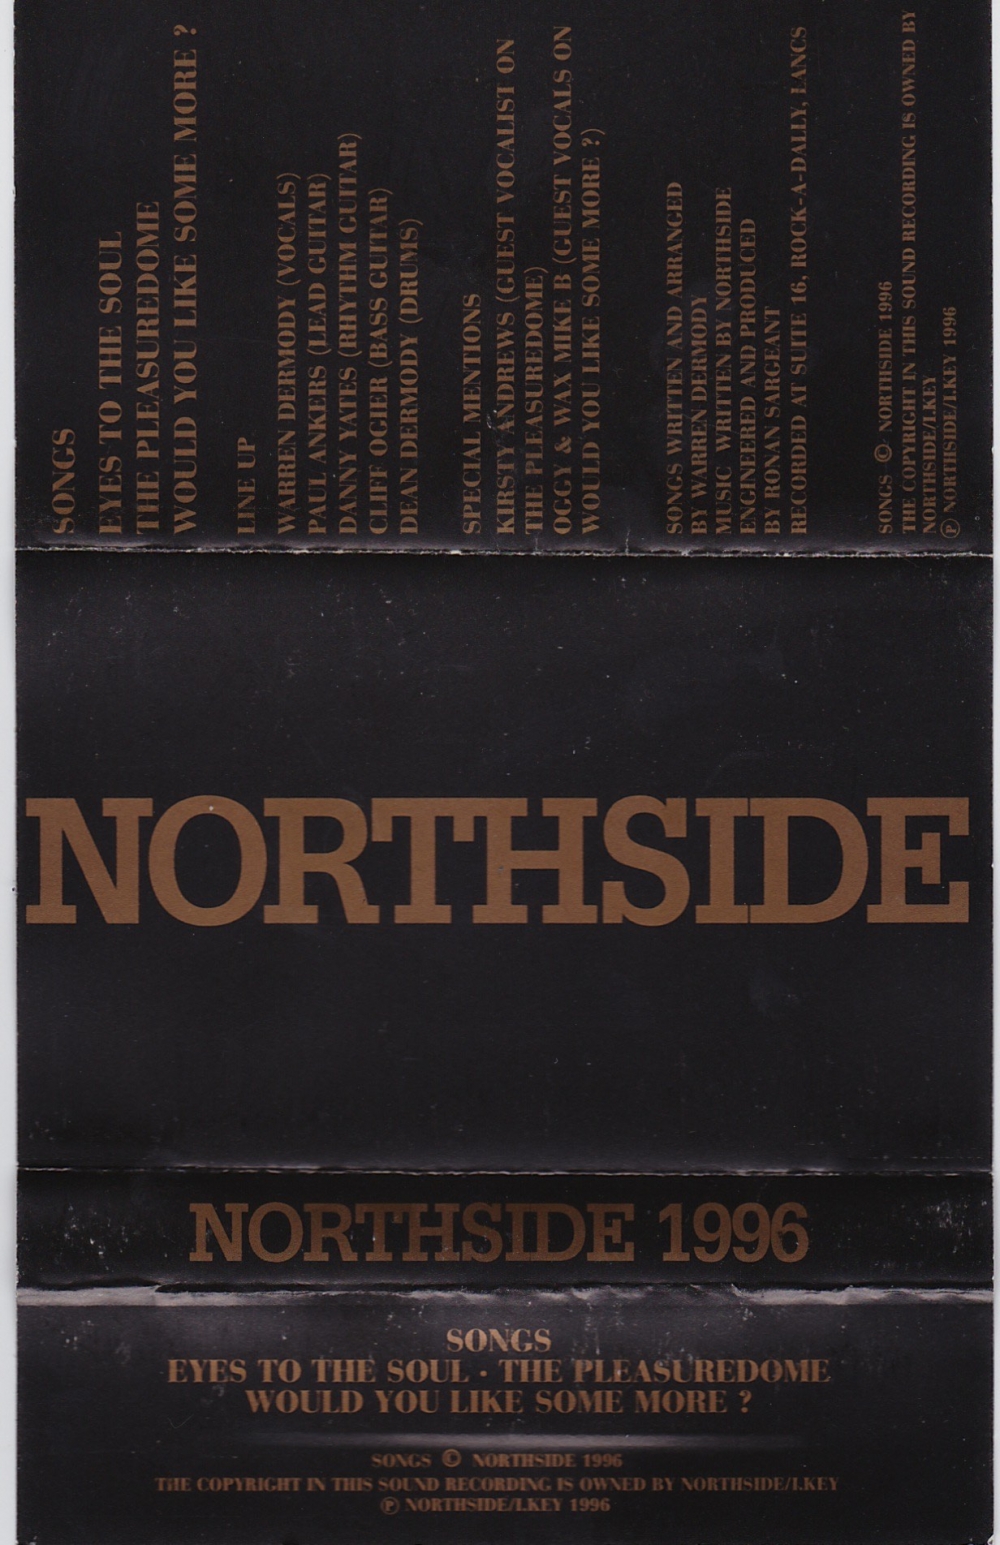 SONGS
EYES TO THE SOUL
THE PLEASUREDOME
WOULD YOU LIKE SOME MORE ?
LINE UP
WARREN DERMODY (VOCALS)
PAUL ANKERS (LEAD GUITAR)
DANNY YATES (RHYTHM GUITAR)
CLIFF OGIER (BASS GUITAR)
DEAN DERMODY (DRUMS)
SPECIAL MENTIONS
KIRSTY ANDREWS (GUEST VOCALIST ON
THE PLEASUREDOME)
OGGY & WAX MIKE B (GUEST VOCALS ON
WOULD YOU LIKE SOME MORE ?)
SONGS WRITTEN AND ARRANGED
BY WARREN DERMODY
MUSIC WRITTEN BY NORTHSIDE
ENGINEERED AND PRODUCED
BY RONAN SARGEANT
RECORDED AT SUITE 16, ROCK-A-DALLY, LANCS
SONGS © NORTHSIDE 1996
THE COPYRIGHT IN THIS SOUND RECORDING IS OWNED BY
NORTHSIDE/I.KEY
℗ NORTHSIDE/I.KEY 1996
NORTHSIDE
NORTHSIDE 1996
SONGS
EYES TO THE SOUL · THE PLEASUREDOME
WOULD YOU LIKE SOME MORE ?
SONGS © NORTHSIDE 1996
THE COPYRIGHT IN THIS SOUND RECORDING IS OWNED BY NORTHSIDE/I.KEY
℗ NORTHSIDE/I.KEY 1996